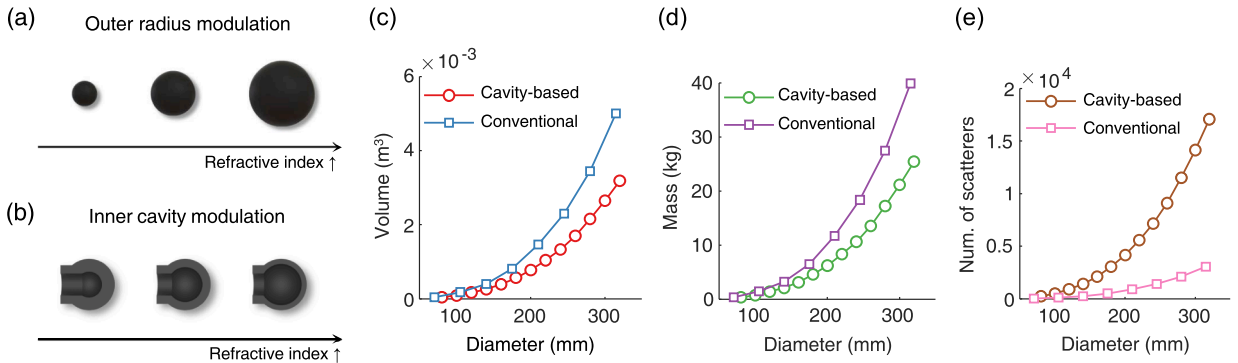 (a)
Outer radius modulation
Refractive index ↑
(b)
Inner cavity modulation
Refractive index ↑
(c)
× 10⁻³
6
4
2
0
Volume (m³)
Cavity-based
Conventional
100 200 300
Diameter (mm)
(d)
40
30
20
10
0
Mass (kg)
Cavity-based
Conventional
100 200 300
Diameter (mm)
(e)
× 10⁴
2
1.5
1
0.5
0
Num. of scatterers
Cavity-based
Conventional
100 200 300
Diameter (mm)